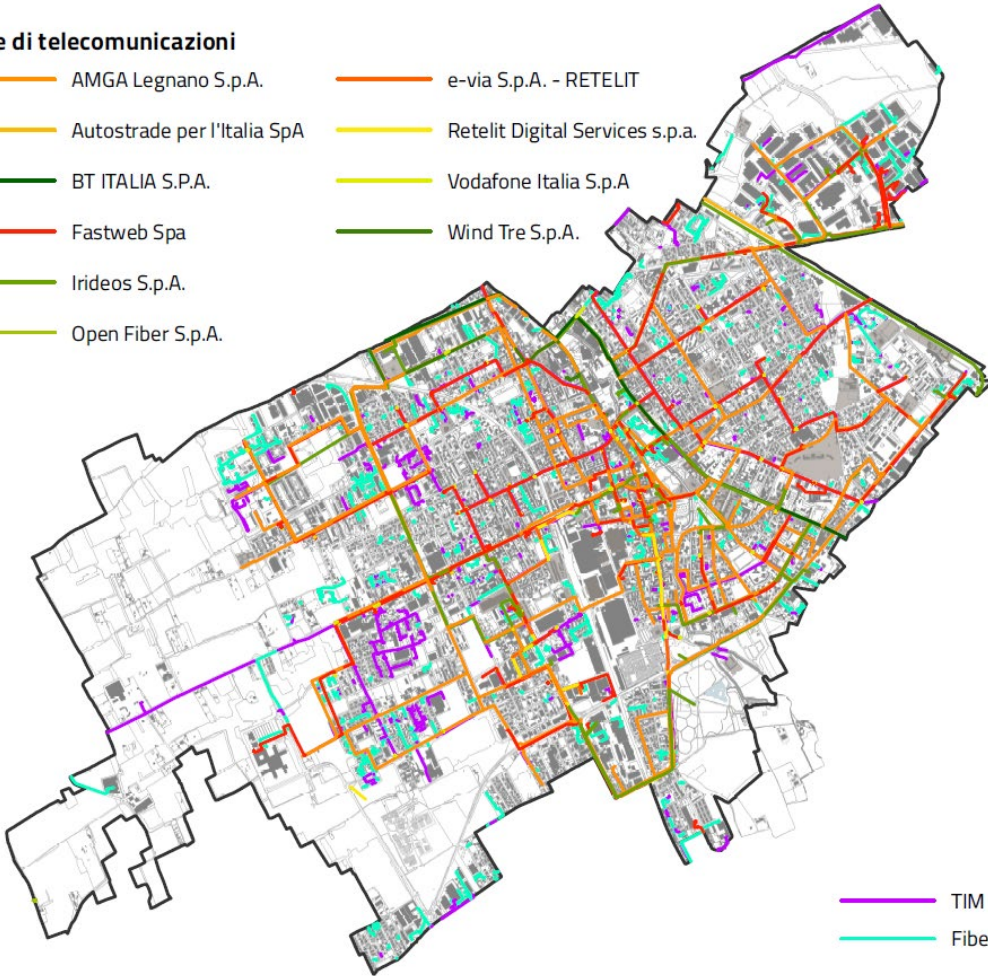 e di telecomunicazioni
AMGA Legnano S.p.A.
Autostrade per l'Italia SpA
BT ITALIA S.P.A.
Fastweb Spa
Irideos S.p.A.
Open Fiber S.p.A.
e-via S.p.A. - RETELIT
Retelit Digital Services s.p.a.
Vodafone Italia S.p.A
Wind Tre S.p.A.
TIM
Fibe